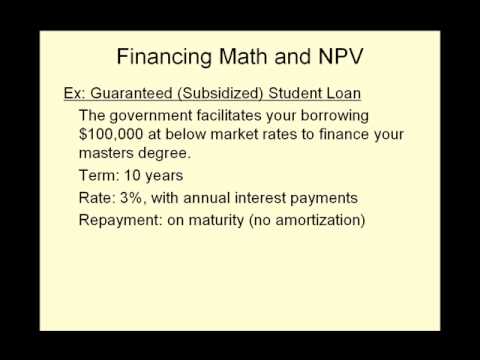 Financing Math and NPV
Ex: Guaranteed (Subsidized) Student Loan
The government facilitates your borrowing
$100,000 at below market rates to finance your
masters degree.
Term: 10 years
Rate: 3%, with annual interest payments
Repayment: on maturity (no amortization)